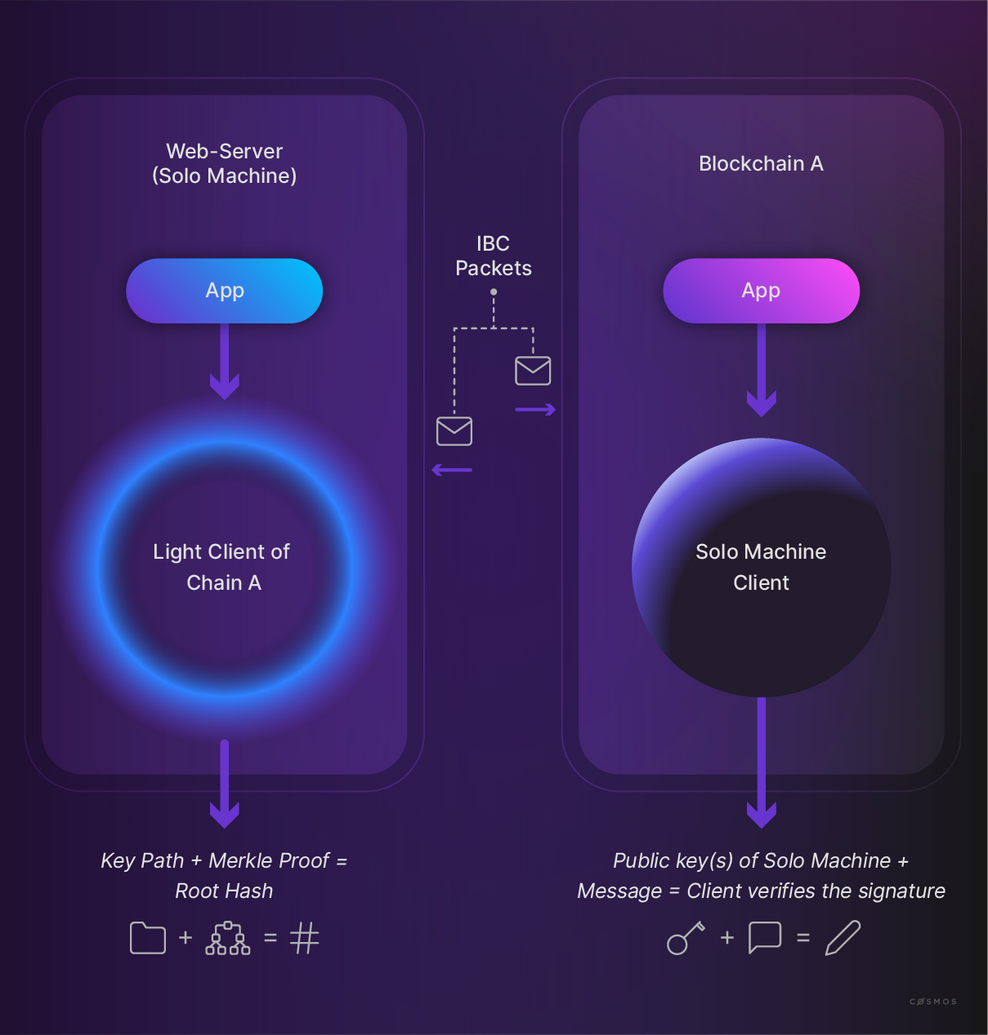 Web-Server
(Solo Machine)
Blockchain A
IBC
Packets
App
App
Light Client of
Chain A
Solo Machine
Client
Key Path + Merkle Proof =
Root Hash
+ =
Public key(s) of Solo Machine +
Message = Client verifies the signature
+ =
COSMOS